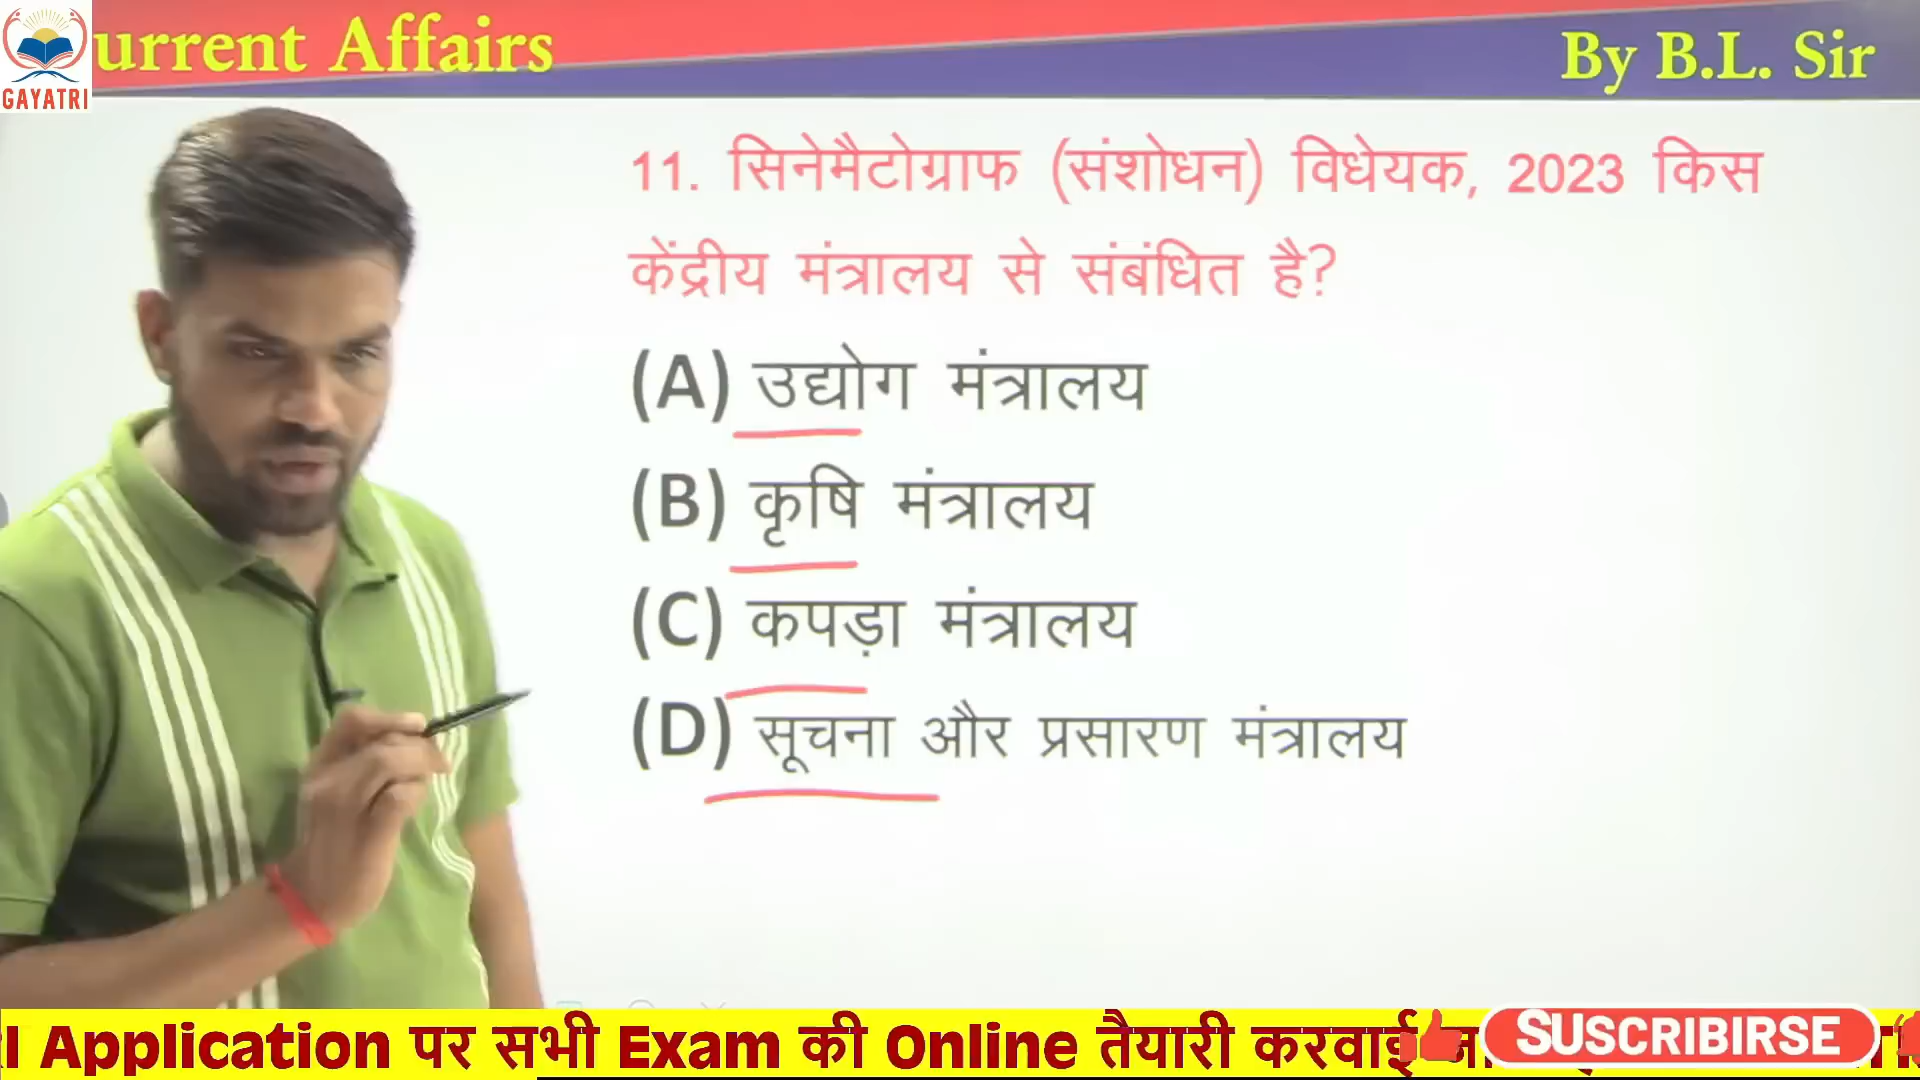 urrent Affairs
By B.L. Sir
GAYATRI
11. सिनेमैटोग्राफ (संशोधन) विधेयक, 2023 किस
केंद्रीय मंत्रालय से संबंधित है?
(A) उद्योग मंत्रालय
(B) कृषि मंत्रालय
(C) कपड़ा मंत्रालय
(D) सूचना और प्रसारण मंत्रालय
Application पर सभी Exam की Online तैयारी करवाई
SUSCRIBIRSE